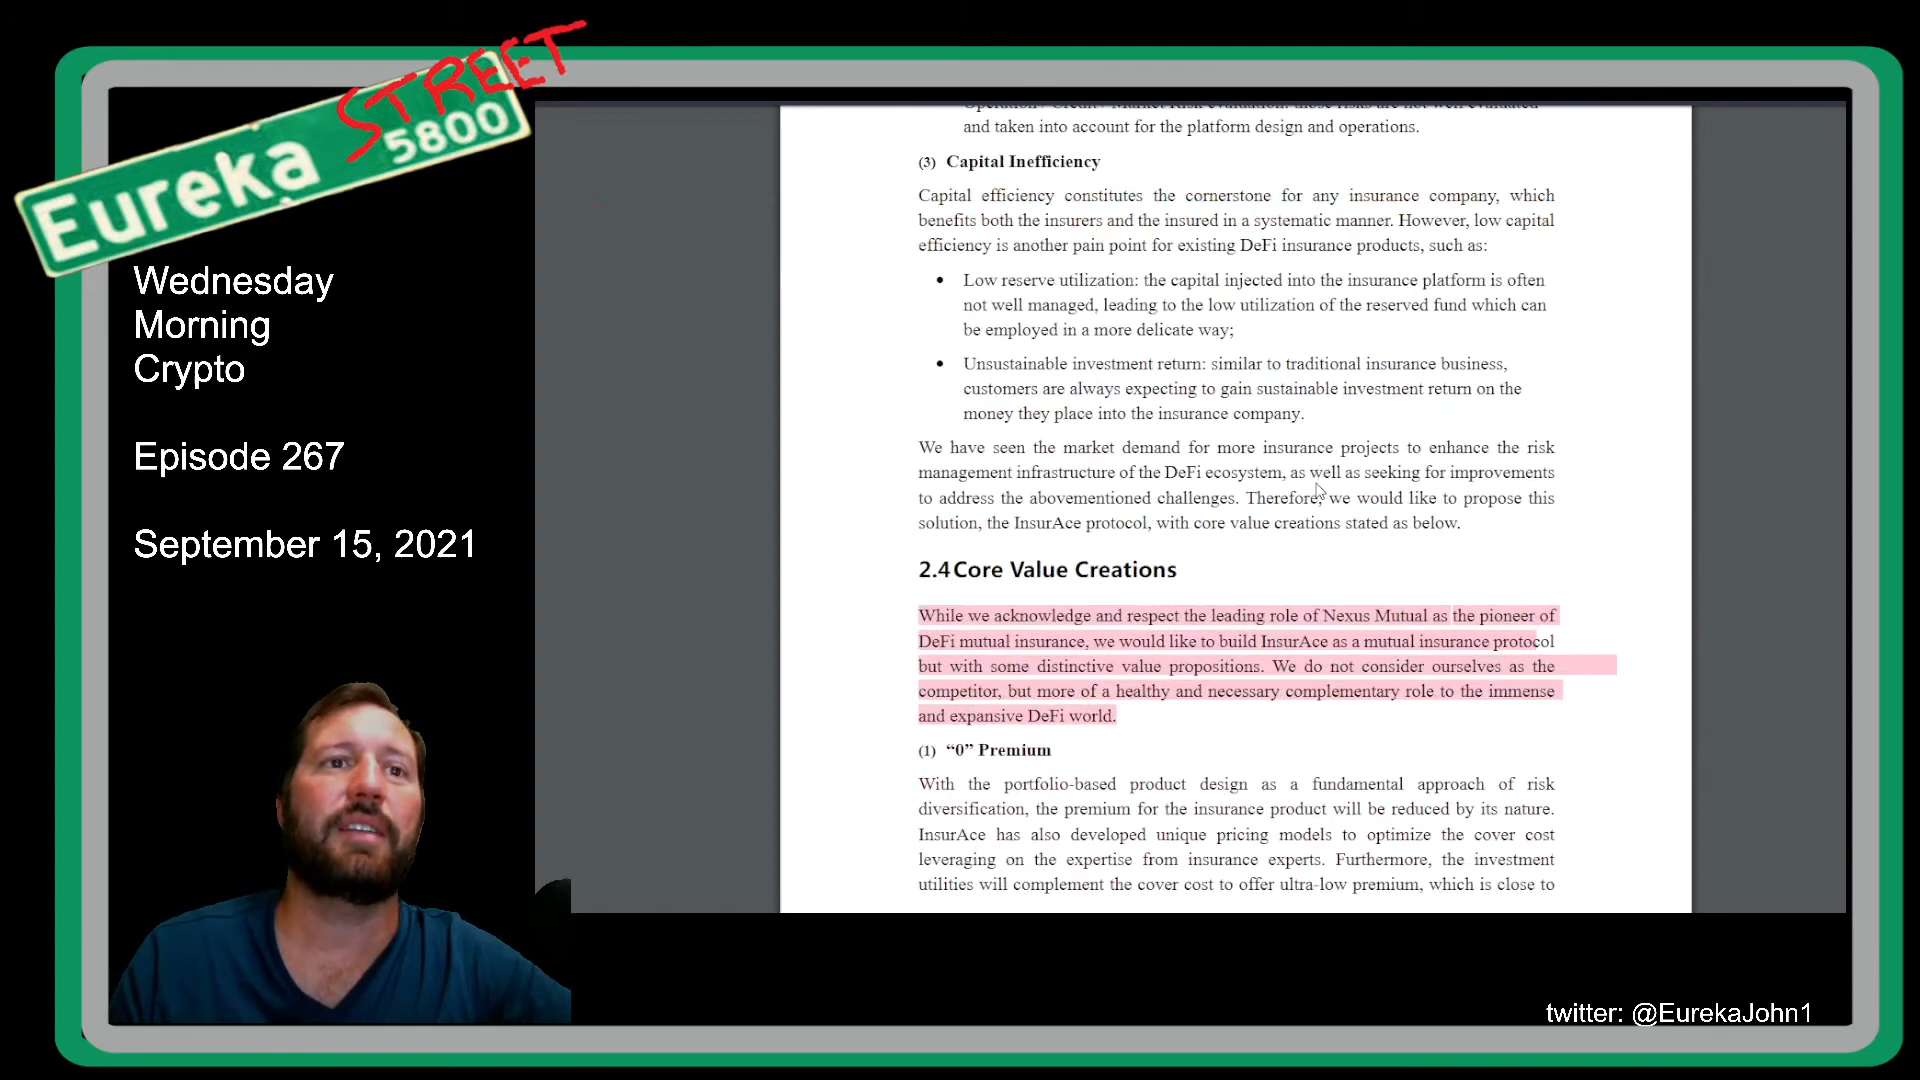 Eureka STREET
5800
Wednesday
Morning
Crypto
Episode 267
September 15, 2021
Operation / Credit / Market Risk evaluation: those risks are not well evaluated
and taken into account for the platform design and operations.
(3) Capital Inefficiency
Capital efficiency constitutes the cornerstone for any insurance company, which
benefits both the insurers and the insured in a systematic manner. However, low capital
efficiency is another pain point for existing DeFi insurance products, such as:
• Low reserve utilization: the capital injected into the insurance platform is often
not well managed, leading to the low utilization of the reserved fund which can
be employed in a more delicate way;
• Unsustainable investment return: similar to traditional insurance business,
customers are always expecting to gain sustainable investment return on the
money they place into the insurance company.
We have seen the market demand for more insurance projects to enhance the risk
management infrastructure of the DeFi ecosystem, as well as seeking for improvements
to address the abovementioned challenges. Therefore, we would like to propose this
solution, the InsurAce protocol, with core value creations stated as below.
2.4 Core Value Creations
While we acknowledge and respect the leading role of Nexus Mutual as the pioneer of
DeFi mutual insurance, we would like to build InsurAce as a mutual insurance protocol
but with some distinctive value propositions. We do not consider ourselves as the
competitor, but more of a healthy and necessary complementary role to the immense
and expansive DeFi world.
(1) “0” Premium
With the portfolio-based product design as a fundamental approach of risk
diversification, the premium for the insurance product will be reduced by its nature.
InsurAce has also developed unique pricing models to optimize the cover cost
leveraging on the expertise from insurance experts. Furthermore, the investment
utilities will complement the cover cost to offer ultra-low premium, which is close to
twitter: @EurekaJohn1